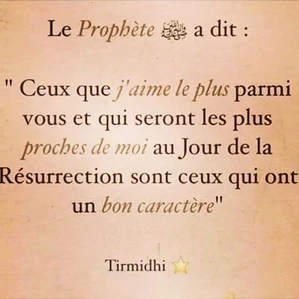 Le Prophète ﷺ a dit :
" Ceux que j'aime le plus parmi
vous et qui seront les plus
proches de moi au Jour de la
Résurrection sont ceux qui ont
un bon caractère"
Tirmidhi ⭐